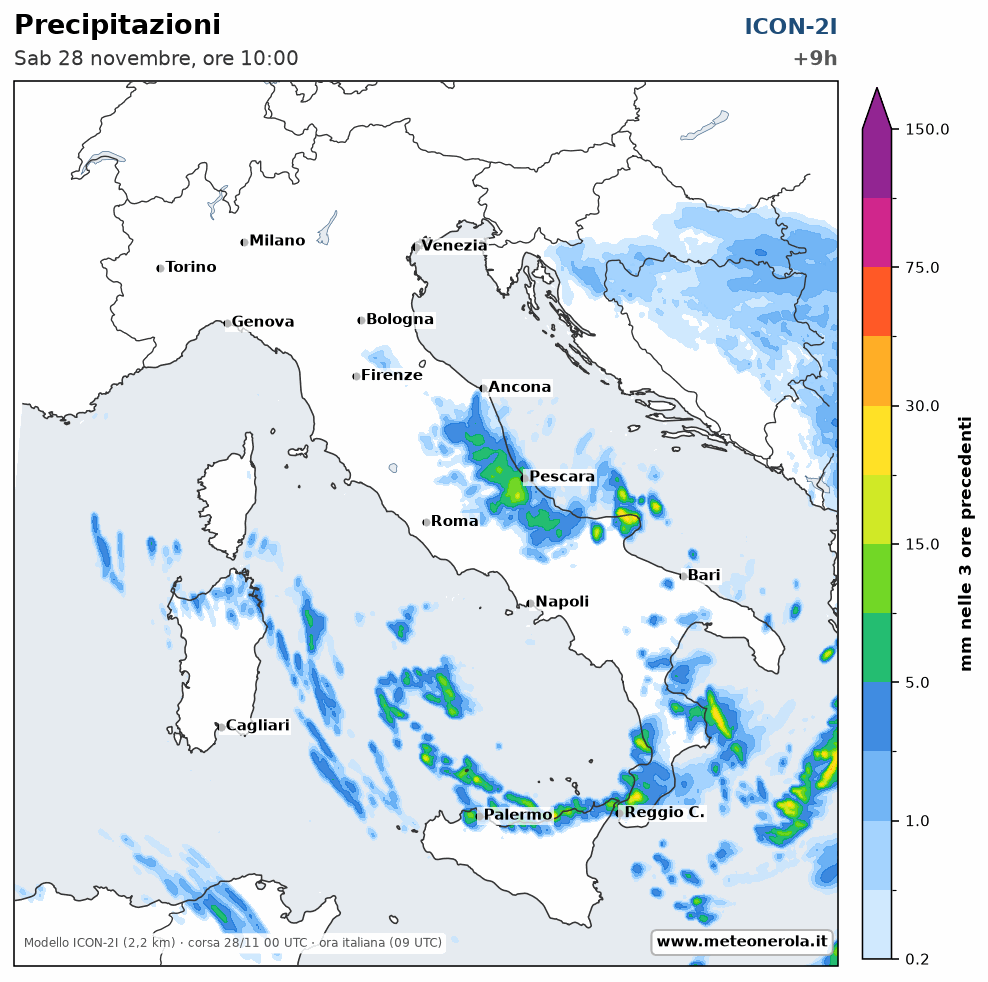 Precipitazioni
ICON-2I
Sab 28 novembre, ore 10:00
+9h
150.0
75.0
30.0
15.0
5.0
1.0
0.2
mm nelle 3 ore precedenti
Milano
Venezia
Torino
Genova
Bologna
Firenze
Ancona
Pescara
Roma
Bari
Napoli
Cagliari
Palermo
Reggio C.
Modello ICON-2I (2,2 km) · corsa 28/11 00 UTC · ora italiana (09 UTC)
www.meteonerola.it